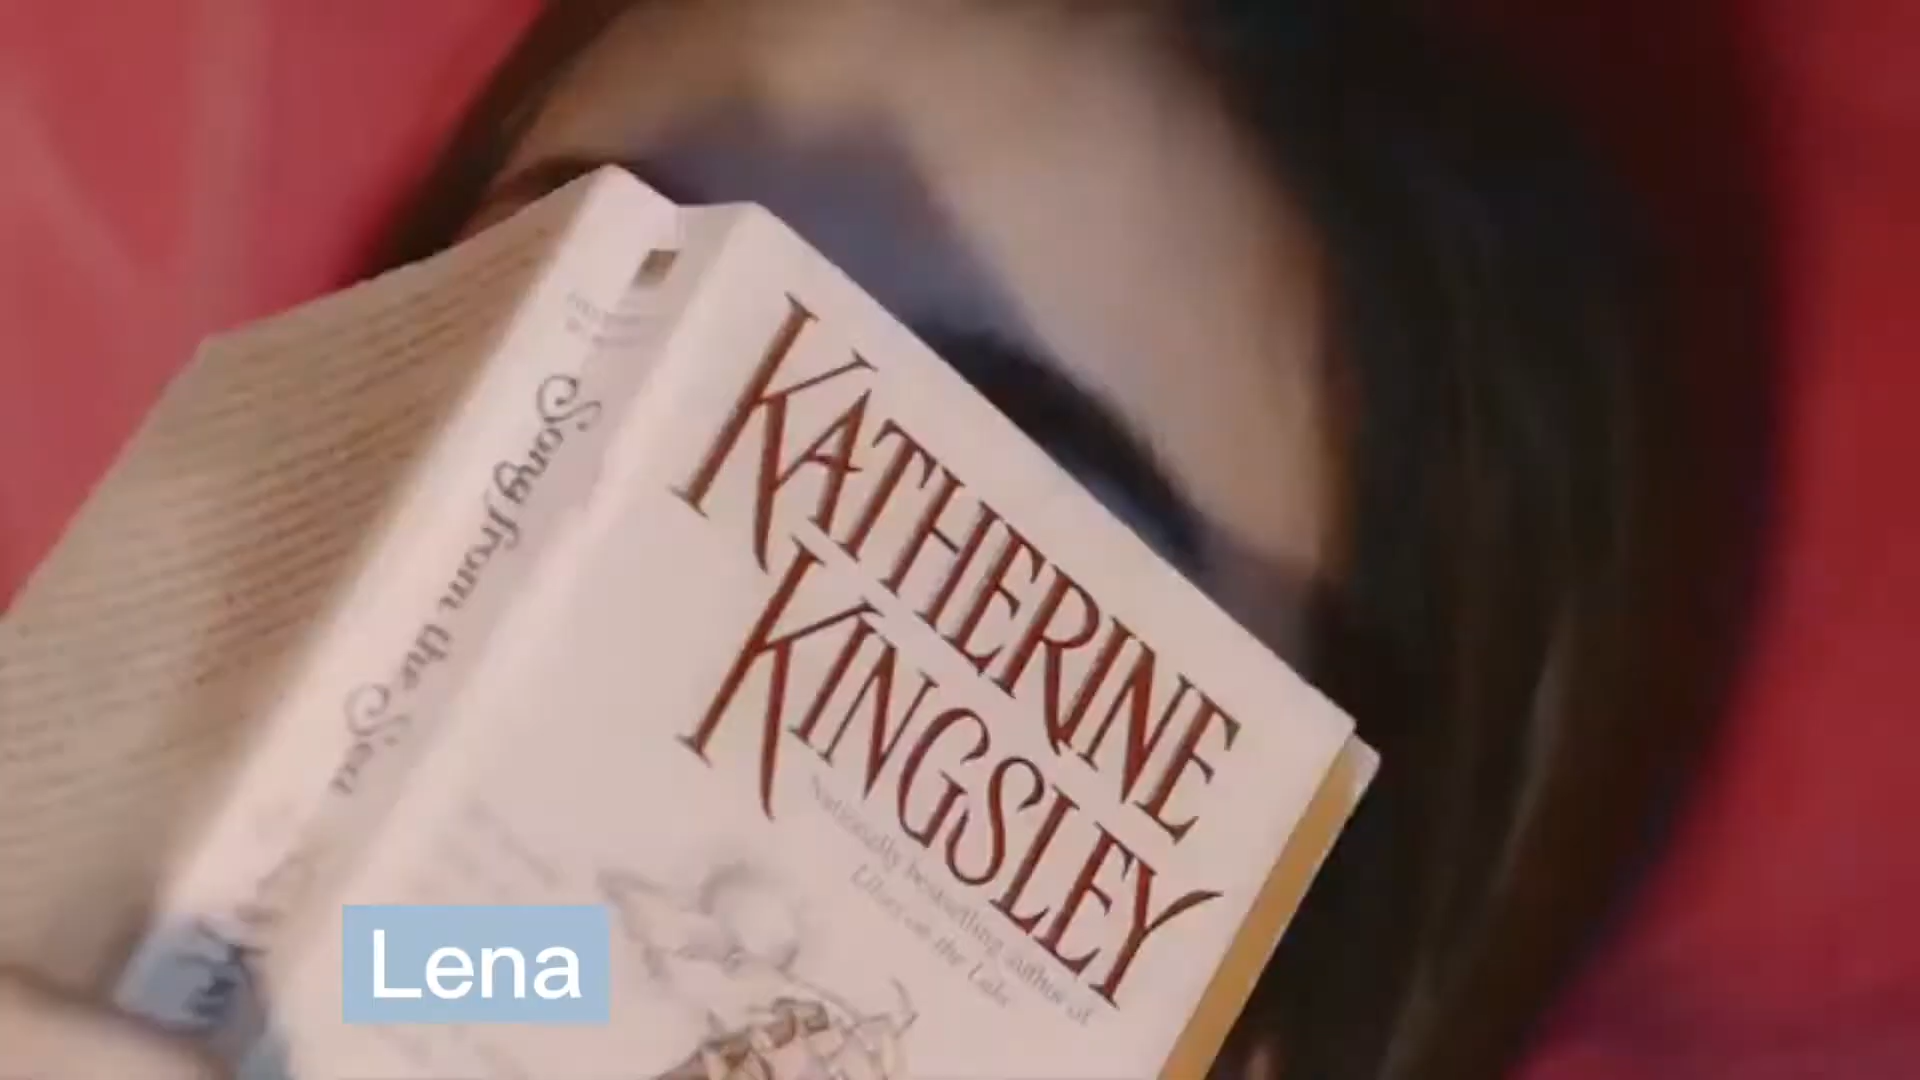 Song from the Sea
KATHERINE
KINGSLEY
Nationally bestselling author of
Lilies on the Lake
Lena